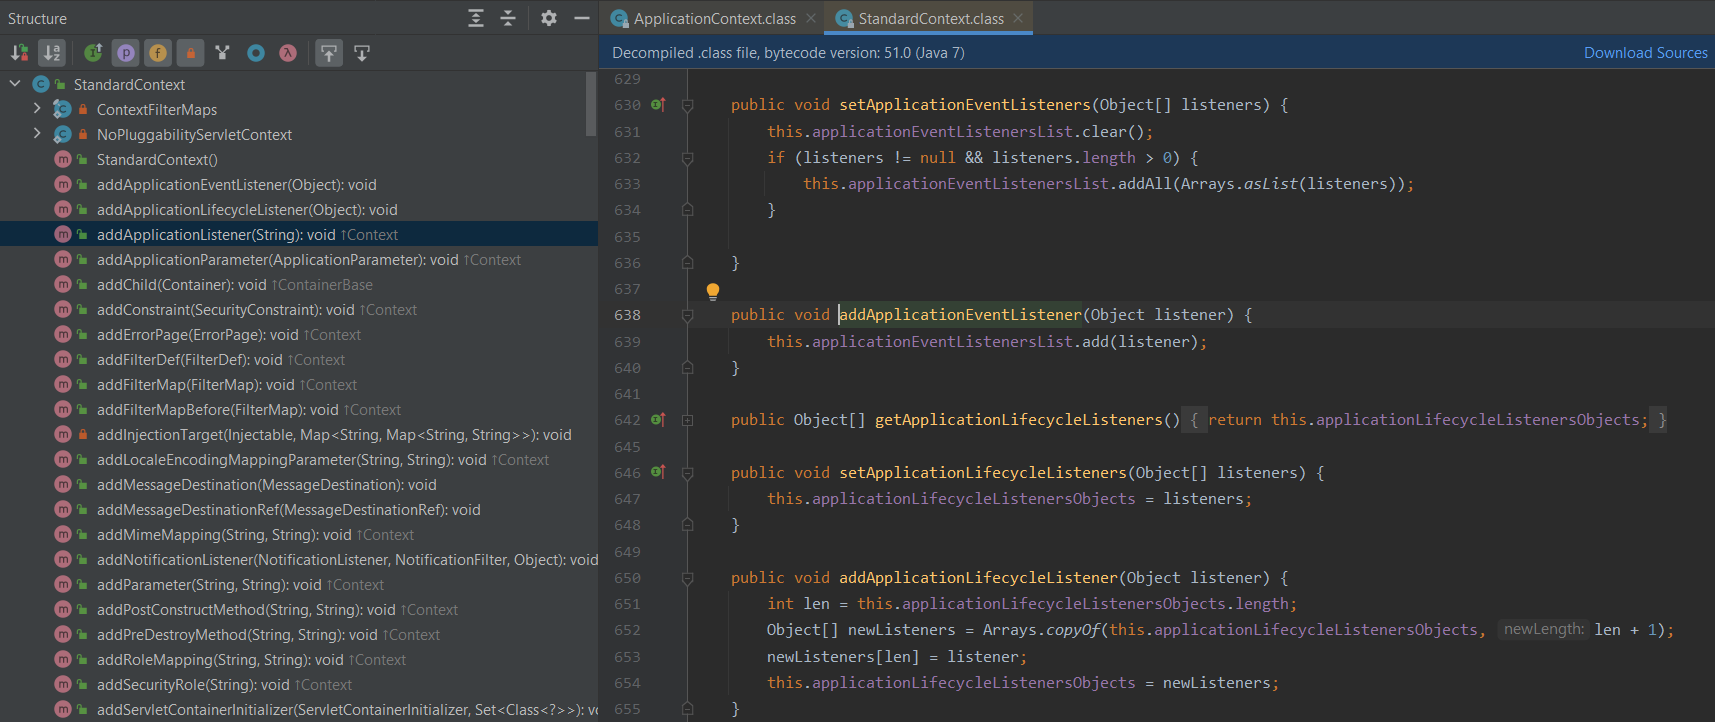 Structure
StandardContext
ContextFilterMaps
NoPluggabilityServletContext
StandardContext()
addApplicationEventListener(Object): void
addApplicationLifecycleListener(Object): void
addApplicationListener(String): void ↑Context
addApplicationParameter(ApplicationParameter): void ↑Context
addChild(Container): void ↑ContainerBase
addConstraint(SecurityConstraint): void ↑Context
addErrorPage(ErrorPage): void ↑Context
addFilterDef(FilterDef): void ↑Context
addFilterMap(FilterMap): void ↑Context
addFilterMapBefore(FilterMap): void ↑Context
addInjectionTarget(Injectable, Map<String, Map<String, String>>): void
addLocaleEncodingMappingParameter(String, String): void ↑Context
addMessageDestination(MessageDestination): void
addMessageDestinationRef(MessageDestinationRef): void
addMimeMapping(String, String): void ↑Context
addNotificationListener(NotificationListener, NotificationFilter, Object): void
addParameter(String, String): void ↑Context
addPostConstructMethod(String, String): void ↑Context
addPreDestroyMethod(String, String): void ↑Context
addRoleMapping(String, String): void ↑Context
addSecurityRole(String): void ↑Context
addServletContainerInitializer(ServletContainerInitializer, Set<Class<?>>): vo
ApplicationContext.class
StandardContext.class
Decompiled .class file, bytecode version: 51.0 (Java 7)
Download Sources
629
630 public void setApplicationEventListeners(Object[] listeners) {
631 this.applicationEventListenersList.clear();
632 if (listeners != null && listeners.length > 0) {
633 this.applicationEventListenersList.addAll(Arrays.asList(listeners));
634 }
635
636 }
637
638 public void addApplicationEventListener(Object listener) {
639 this.applicationEventListenersList.add(listener);
640 }
641
642 public Object[] getApplicationLifecycleListeners() { return this.applicationLifecycleListenersObjects; }
645
646 public void setApplicationLifecycleListeners(Object[] listeners) {
647 this.applicationLifecycleListenersObjects = listeners;
648 }
649
650 public void addApplicationLifecycleListener(Object listener) {
651 int len = this.applicationLifecycleListenersObjects.length;
652 Object[] newListeners = Arrays.copyOf(this.applicationLifecycleListenersObjects, newLength: len + 1);
653 newListeners[len] = listener;
654 this.applicationLifecycleListenersObjects = newListeners;
655 }